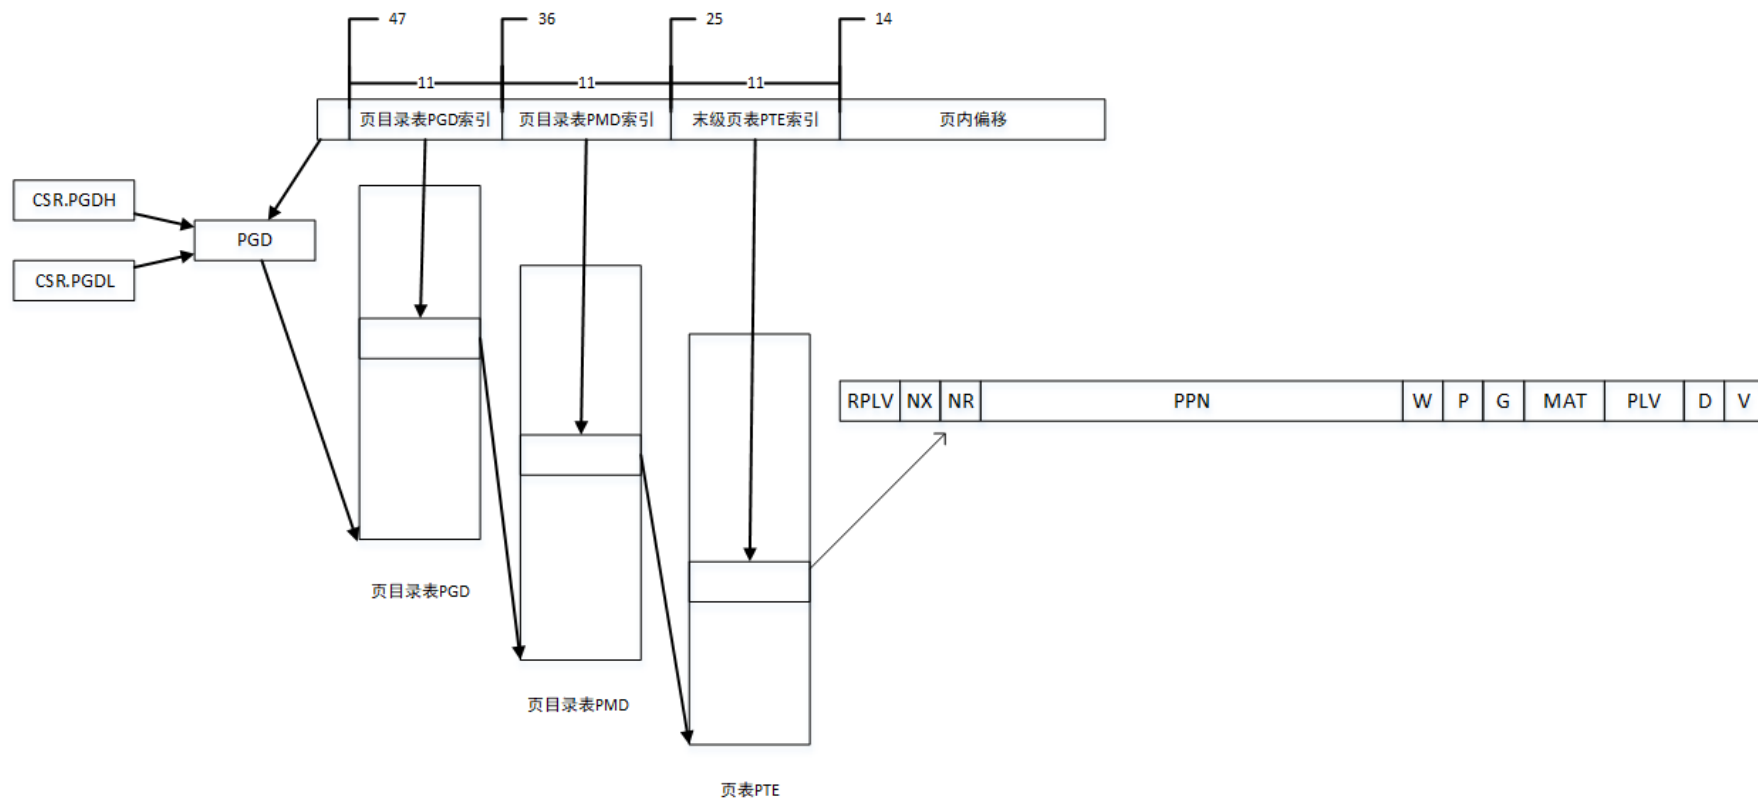 47
36
25
14
11
11
11
页目录表PGD索引
页目录表PMD索引
末级页表PTE索引
页内偏移
CSR.PGDH
PGD
CSR.PGDL
RPLV NX NR PPN W P G MAT PLV D V
页目录表PGD
页目录表PMD
页表PTE